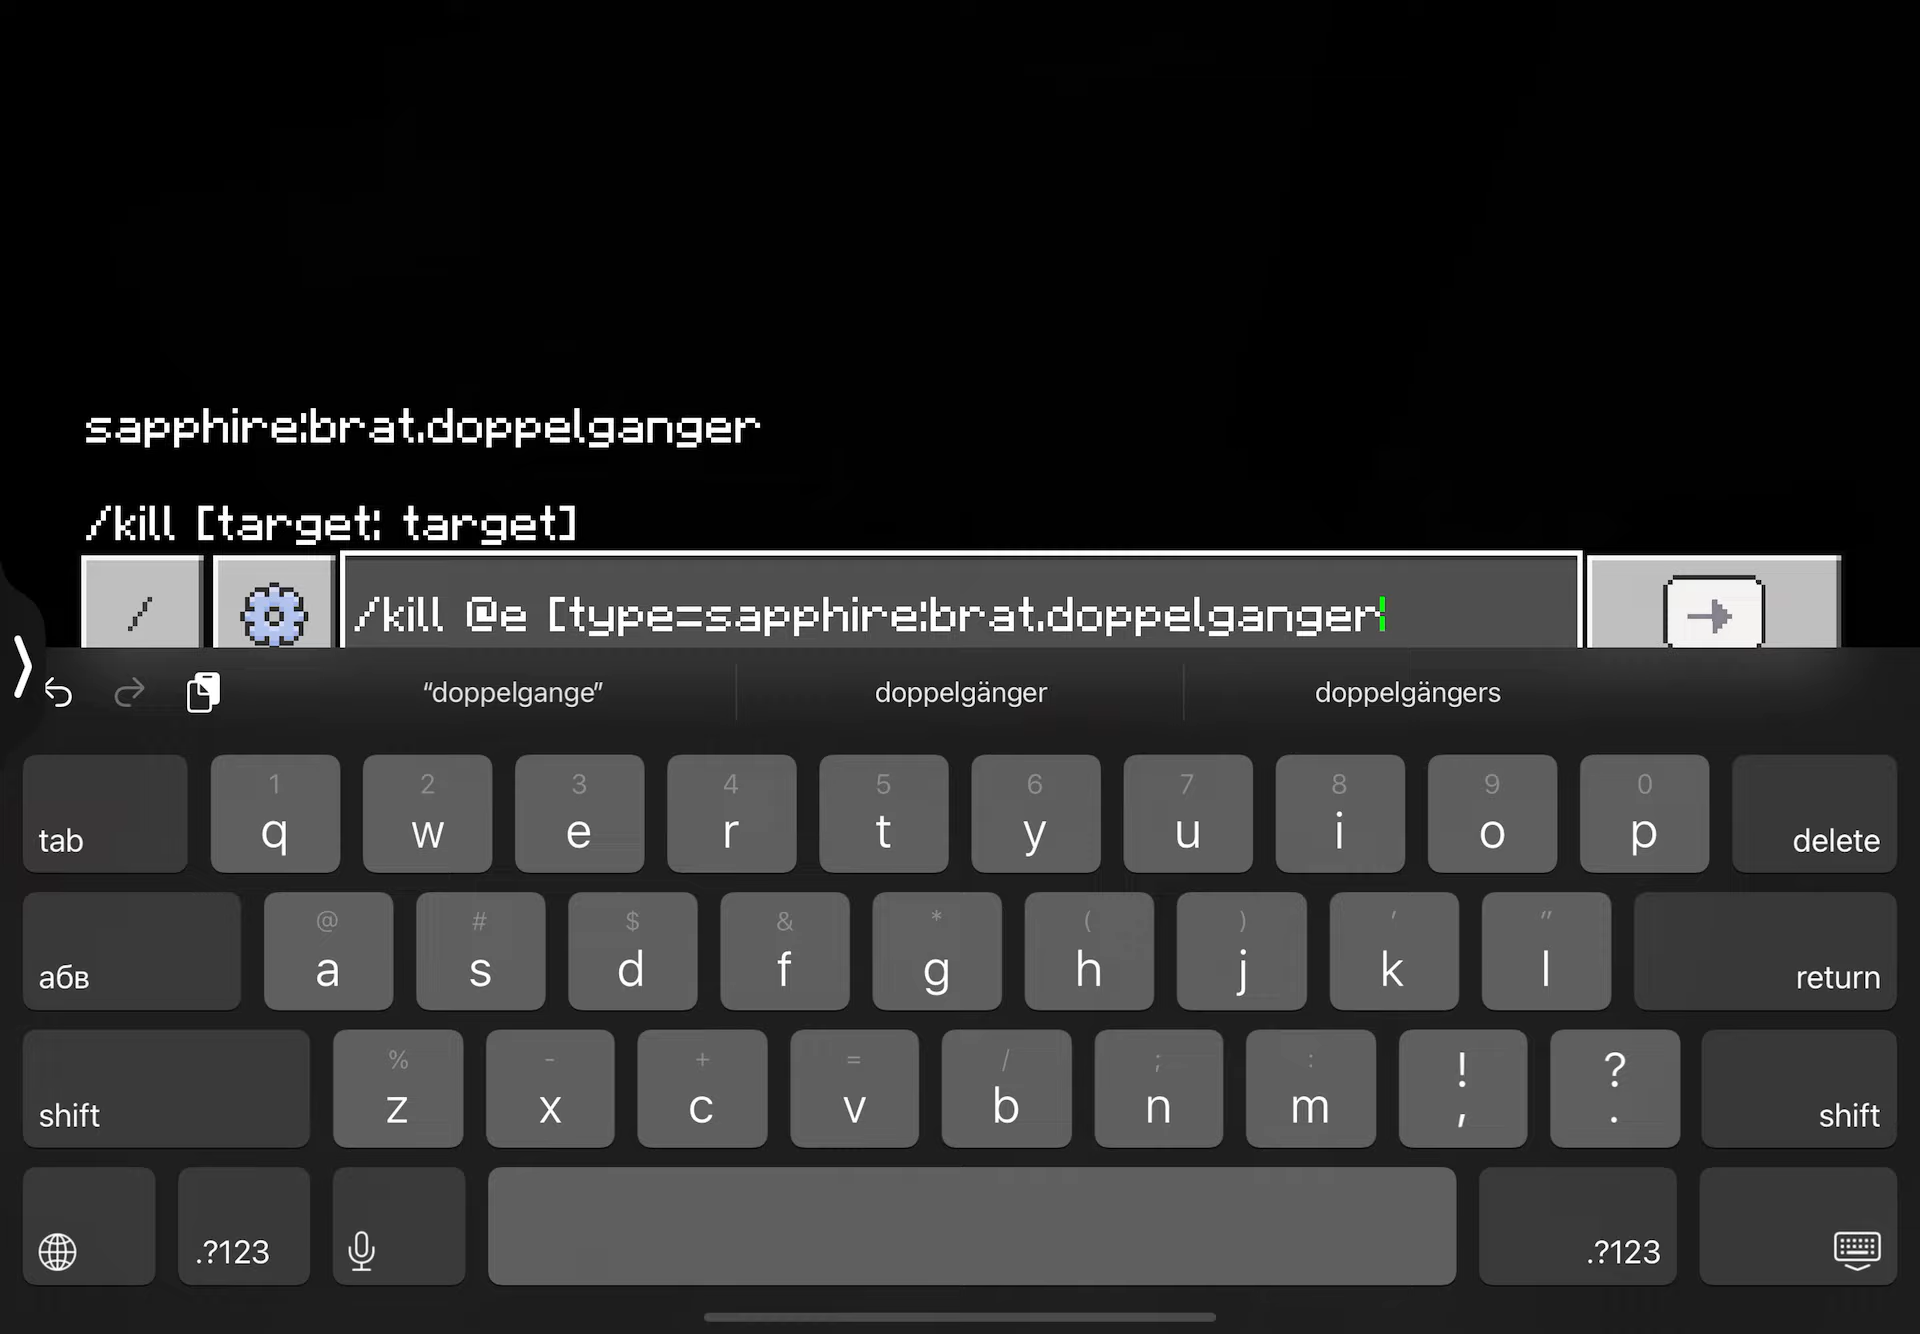 sapphire:brat.doppelganger
/kill [target: target]
/
/kill @e [type=sapphire:brat.doppelganger
“doppelgange”
doppelgänger
doppelgängers
tab
1
q
2
w
3
e
4
r
5
t
6
y
7
u
8
i
9
o
0
p
delete
абв
@
a
#
s
$
d
&
f
*
g
(
h
)
j
'
k
"
l
return
shift
%
z
-
x
+
c
=
v
/
b
;
n
:
m
!
,
?
.
shift
.?123
.?123